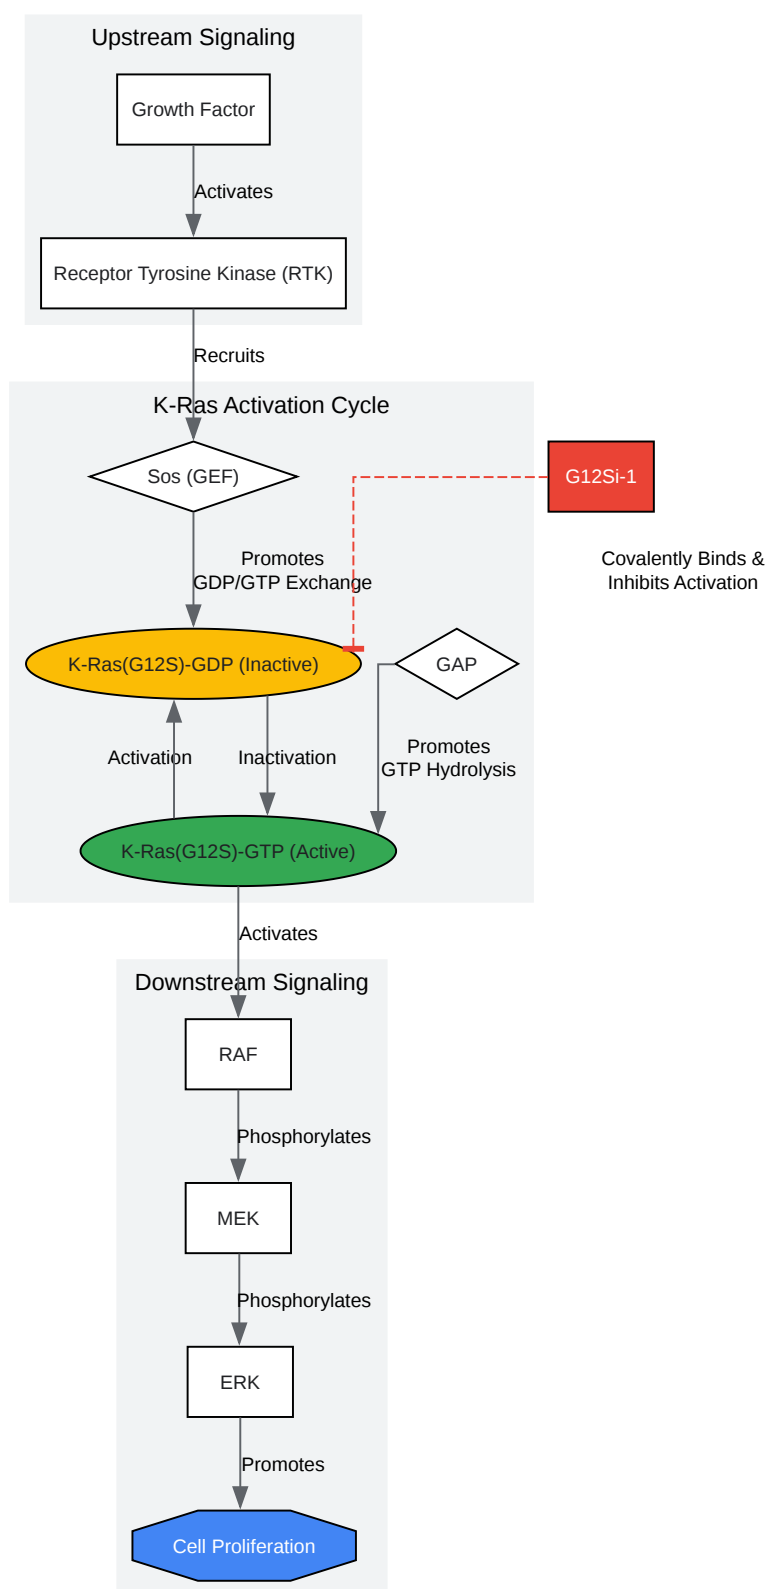 Upstream Signaling
Growth Factor
Activates
Receptor Tyrosine Kinase (RTK)
Recruits
K-Ras Activation Cycle
Sos (GEF)
G12Si-1
Promotes
GDP/GTP Exchange
Covalently Binds &
Inhibits Activation
K-Ras(G12S)-GDP (Inactive)
GAP
Activation
Inactivation
Promotes
GTP Hydrolysis
K-Ras(G12S)-GTP (Active)
Activates
Downstream Signaling
RAF
Phosphorylates
MEK
Phosphorylates
ERK
Promotes
Cell Proliferation